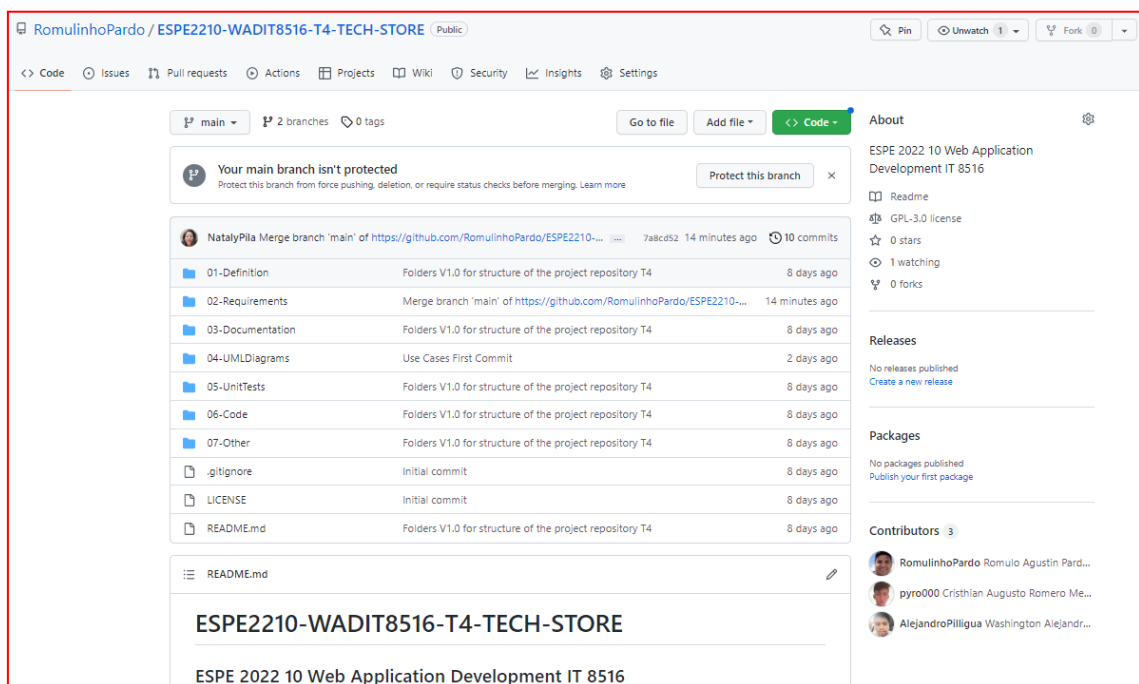 RomulinhoPardo / ESPE2210-WADIT8516-T4-TECH-STORE Public
Pin Unwatch 1 Fork 0
Code Issues Pull requests Actions Projects Wiki Security Insights Settings
main 2 branches 0 tags Go to file Add file Code
Your main branch isn't protected
Protect this branch from force pushing, deletion, or require status checks before merging. Learn more
Protect this branch
NatalyPila Merge branch 'main' of https://github.com/RomulinhoPardo/ESPE2210-... ... 7a8cd52 14 minutes ago 10 commits
01-Definition Folders V1.0 for structure of the project repository T4 8 days ago
02-Requirements Merge branch 'main' of https://github.com/RomulinhoPardo/ESPE2210-... 14 minutes ago
03-Documentation Folders V1.0 for structure of the project repository T4 8 days ago
04-UMLDiagrams Use Cases First Commit 2 days ago
05-UnitTests Folders V1.0 for structure of the project repository T4 8 days ago
06-Code Folders V1.0 for structure of the project repository T4 8 days ago
07-Other Folders V1.0 for structure of the project repository T4 8 days ago
.gitignore Initial commit 8 days ago
LICENSE Initial commit 8 days ago
README.md Folders V1.0 for structure of the project repository T4 8 days ago
README.md
ESPE2210-WADIT8516-T4-TECH-STORE
ESPE 2022 10 Web Application Development IT 8516
About
ESPE 2022 10 Web Application
Development IT 8516
Readme
GPL-3.0 license
0 stars
1 watching
0 forks
Releases
No releases published
Create a new release
Packages
No packages published
Publish your first package
Contributors 3
RomulinhoPardo Romulo Agustin Pard...
pyro000 Cristhian Augusto Romero Me...
AlejandroPilligua Washington Alejandr...